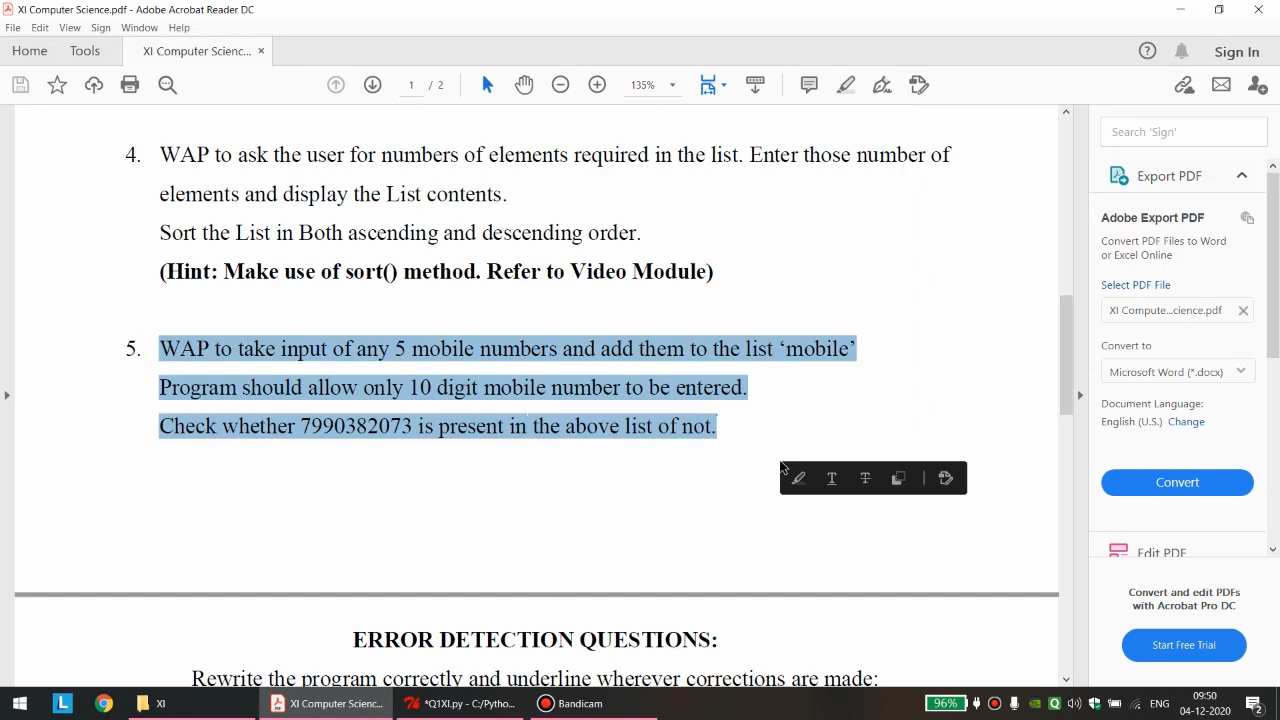 XI Computer Science.pdf - Adobe Acrobat Reader DC
File Edit View Sign Window Help
Home Tools XI Computer Scienc... × Sign In
1 / 2 135%
Search 'Sign'
4. WAP to ask the user for numbers of elements required in the list. Enter those number of
elements and display the List contents.
Sort the List in Both ascending and descending order.
(Hint: Make use of sort() method. Refer to Video Module)
5. WAP to take input of any 5 mobile numbers and add them to the list ‘mobile’
Program should allow only 10 digit mobile number to be entered.
Check whether 7990382073 is present in the above list of not.
ERROR DETECTION QUESTIONS:
Rewrite the program correctly and underline wherever corrections are made:
Export PDF
Adobe Export PDF
Convert PDF Files to Word
or Excel Online
Select PDF File
XI Compute...cience.pdf
Convert to
Microsoft Word (*.docx)
Document Language:
English (U.S.) Change
Convert
Edit PDF
Convert and edit PDFs
with Acrobat Pro DC
Start Free Trial
L XI XI Computer Scienc... *Q1XI.py - C:/Pytho... Bandicam 96% ENG 09:50
04-12-2020 2